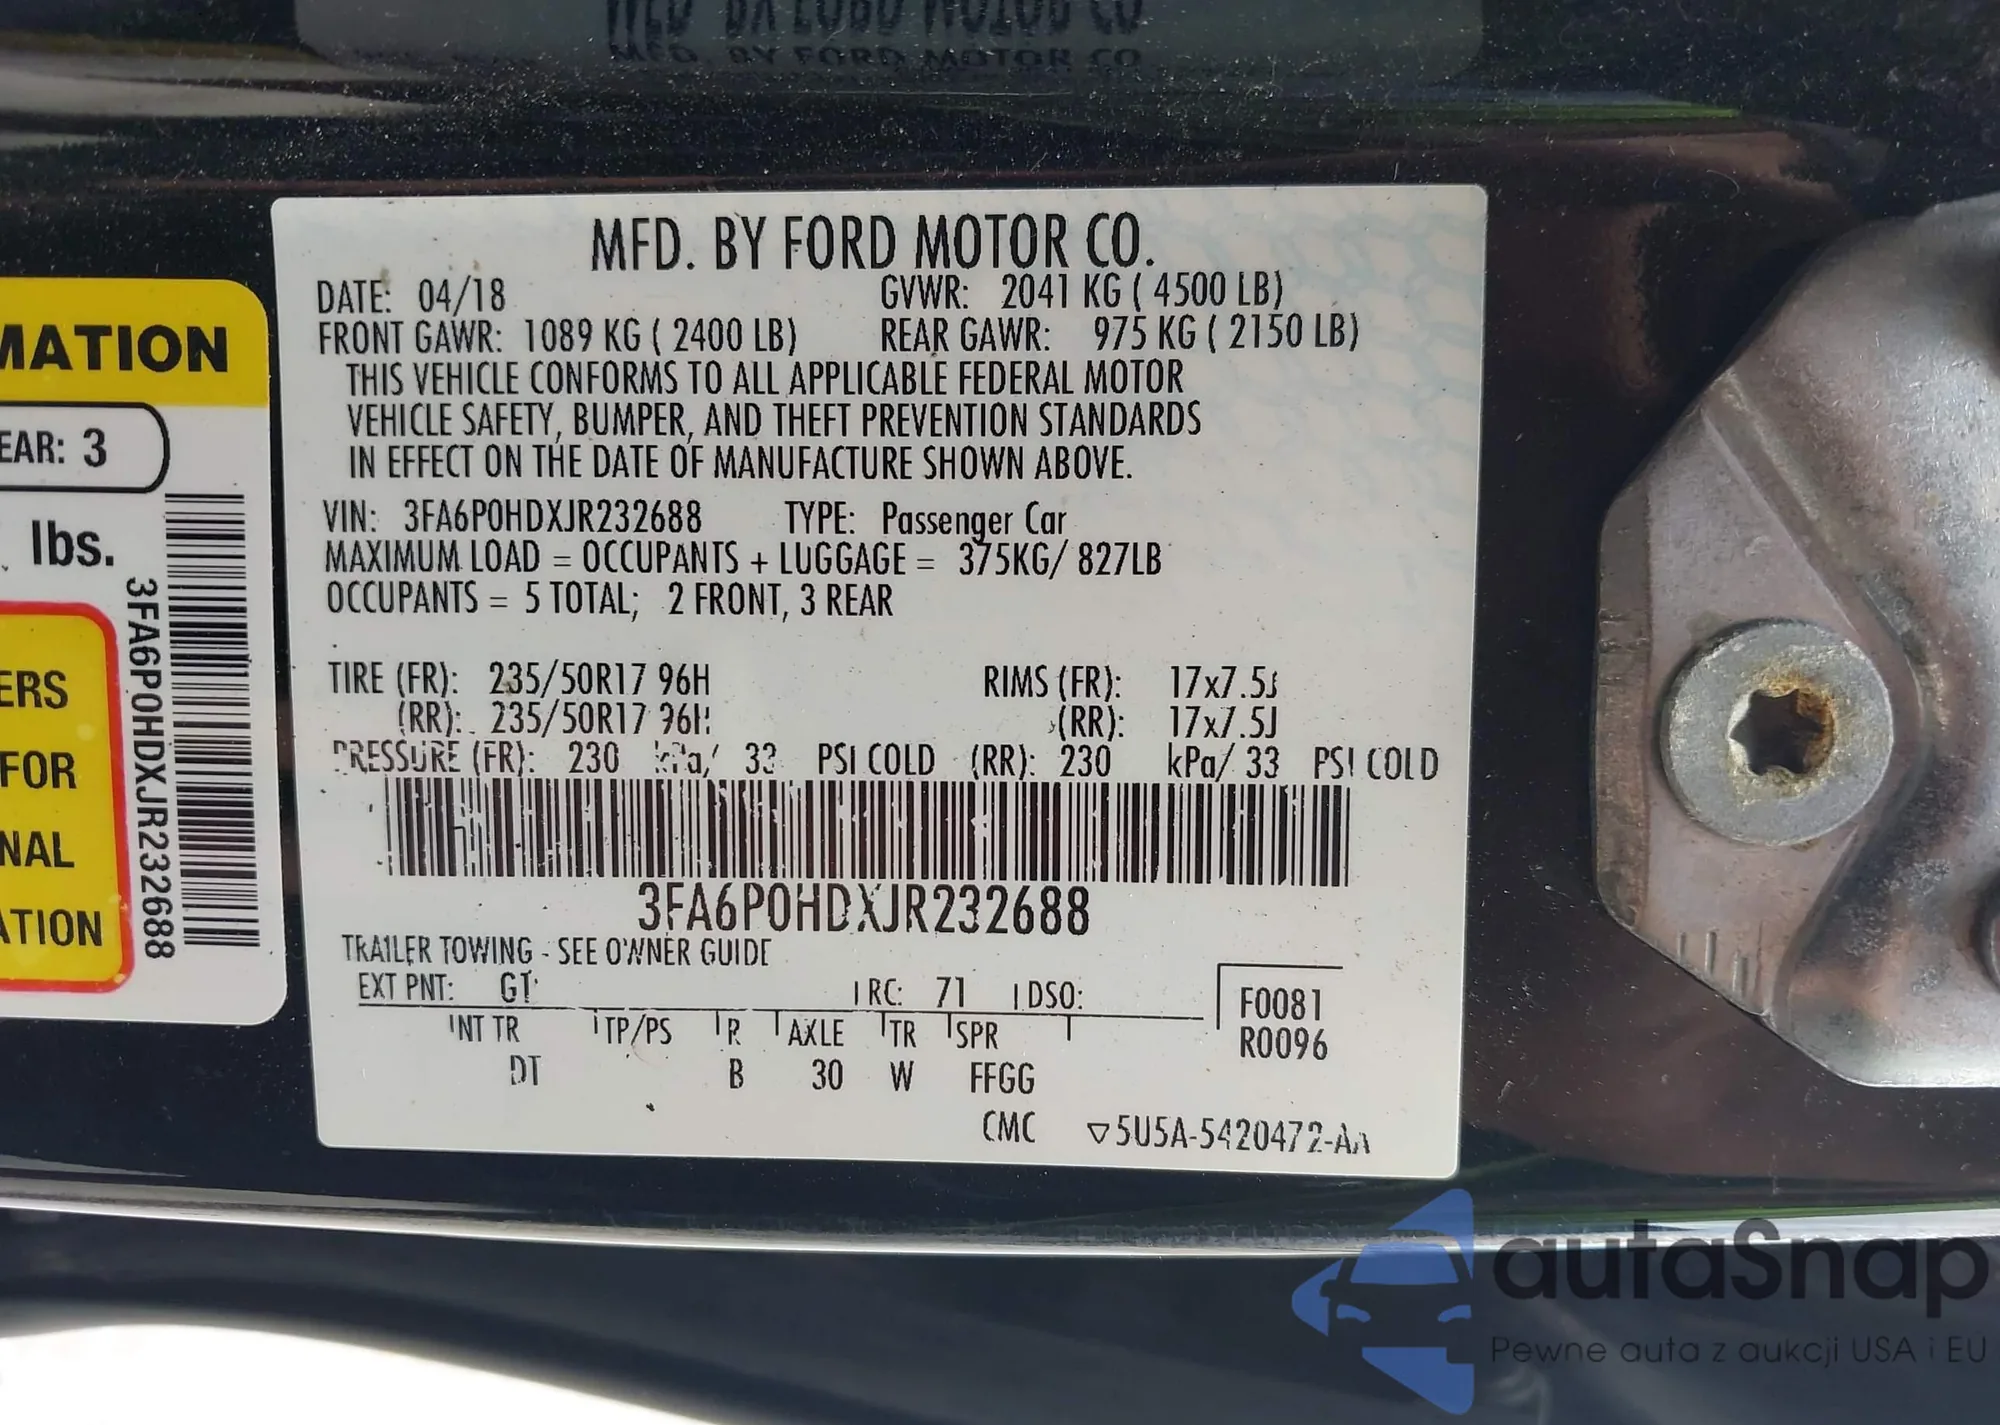 MFD. BY FORD MOTOR CO
MFD. BY FORD MOTOR CO.
DATE: 04/18 GVWR: 2041 KG ( 4500 LB)
FRONT GAWR: 1089 KG ( 2400 LB) REAR GAWR: 975 KG ( 2150 LB)
THIS VEHICLE CONFORMS TO ALL APPLICABLE FEDERAL MOTOR
VEHICLE SAFETY, BUMPER, AND THEFT PREVENTION STANDARDS
IN EFFECT ON THE DATE OF MANUFACTURE SHOWN ABOVE.
VIN: 3FA6P0HDXJR232688 TYPE: Passenger Car
MAXIMUM LOAD = OCCUPANTS + LUGGAGE = 375KG/ 827LB
OCCUPANTS = 5 TOTAL; 2 FRONT, 3 REAR
TIRE (FR): 235/50R17 96H RIMS (FR): 17x7.5J
(RR): 235/50R17 96H (RR): 17x7.5J
PRESSURE (FR): 230 kPa/ 33 PSI COLD (RR): 230 kPa/ 33 PSI COLD
3FA6P0HDXJR232688
TRAILER TOWING - SEE OWNER GUIDE
EXT PNT: GT RC: 71 DSO:
INT TR TP/PS R AXLE TR SPR
DT B 30 W FFGG
F0081
R0096
CMC ▽5U5A-5420472-AA
MATION
EAR: 3
lbs.
3FA6P0HDXJR232688
ERS
FOR
NAL
ATION
autaSnap
Pewne auta z aukcji USA i EU